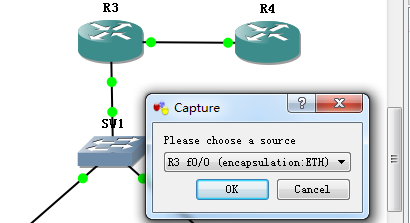 R3
R4
SW1
Capture
Please choose a source
R3 f0/0 (encapsulation:ETH)
OK
Cancel